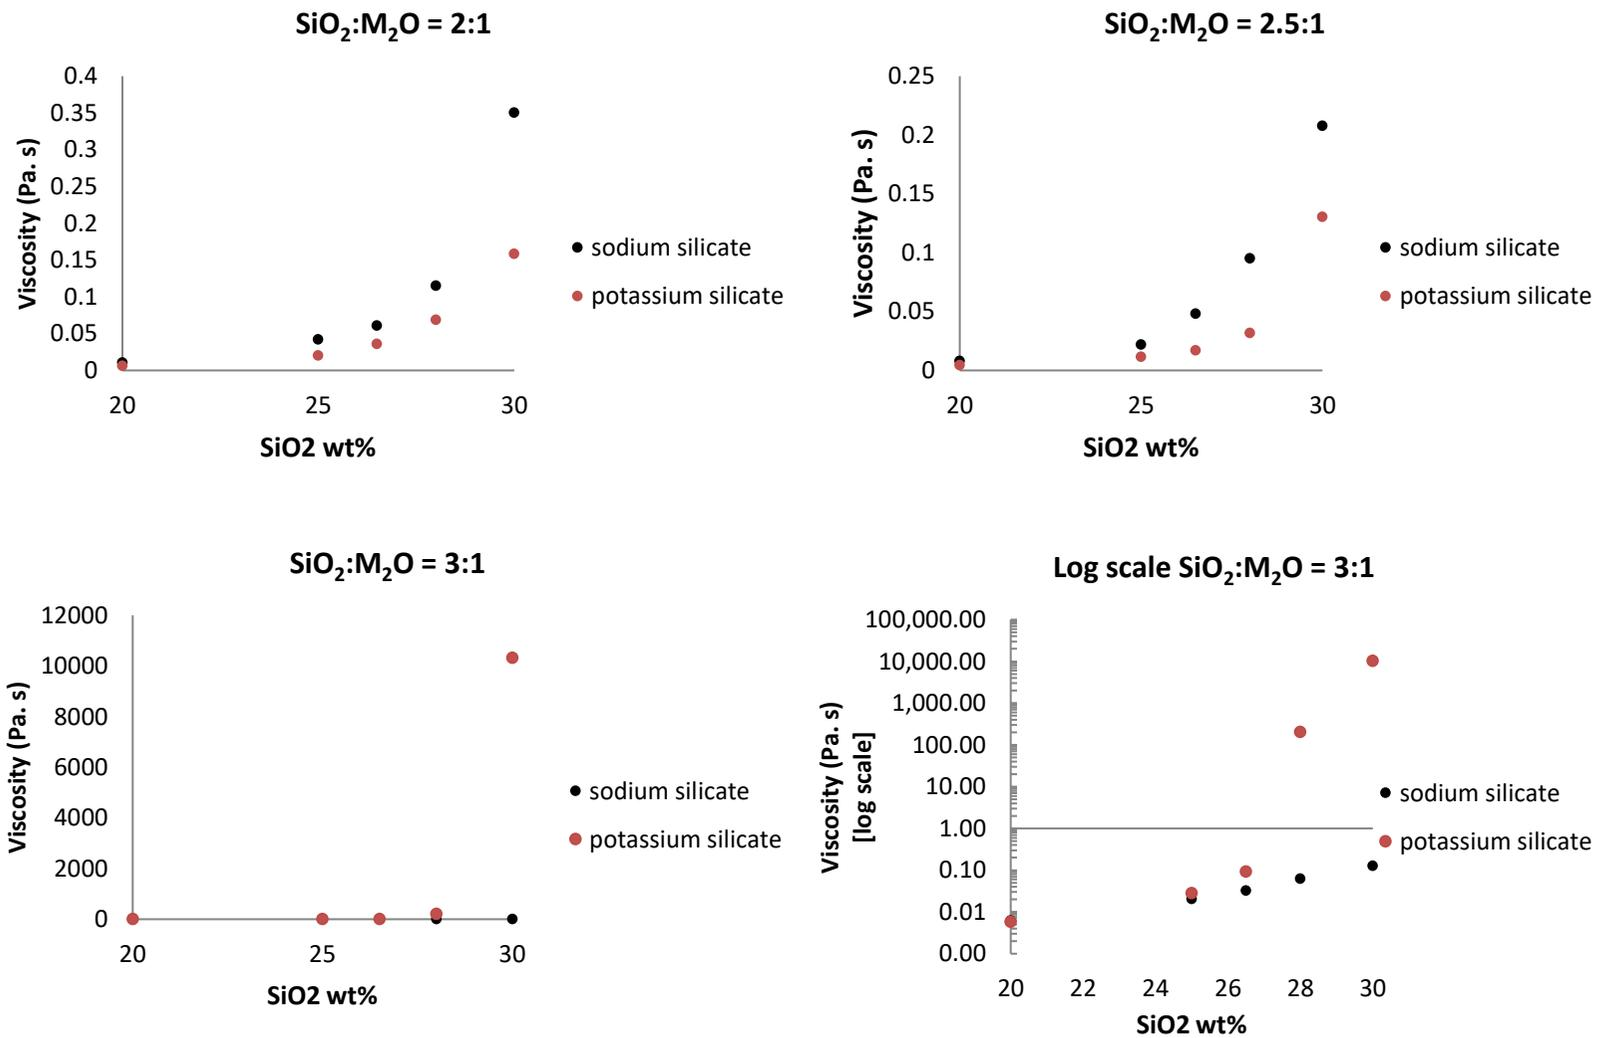 SiO₂:M₂O = 2:1
0.4
0.35
0.3
0.25
0.2
0.15
0.1
0.05
0
20 25 30
Viscosity (Pa. s)
SiO2 wt%
sodium silicate
potassium silicate
SiO₂:M₂O = 2.5:1
0.25
0.2
0.15
0.1
0.05
0
20 25 30
Viscosity (Pa. s)
SiO2 wt%
sodium silicate
potassium silicate
SiO₂:M₂O = 3:1
12000
10000
8000
6000
4000
2000
0
20 25 30
Viscosity (Pa. s)
SiO2 wt%
sodium silicate
potassium silicate
Log scale SiO₂:M₂O = 3:1
100,000.00
10,000.00
1,000.00
100.00
10.00
1.00
0.10
0.01
0.00
20 22 24 26 28 30
Viscosity (Pa. s)
[log scale]
SiO2 wt%
sodium silicate
potassium silicate